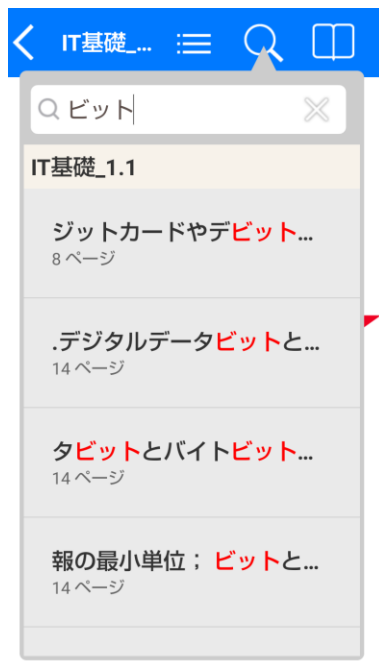 IT基礎_...
ビット
IT基礎_1.1
ジットカードやデビット...
8 ページ
.デジタルデータビットと...
14 ページ
タビットとバイトビット...
14 ページ
報の最小単位； ビットと...
14 ページ